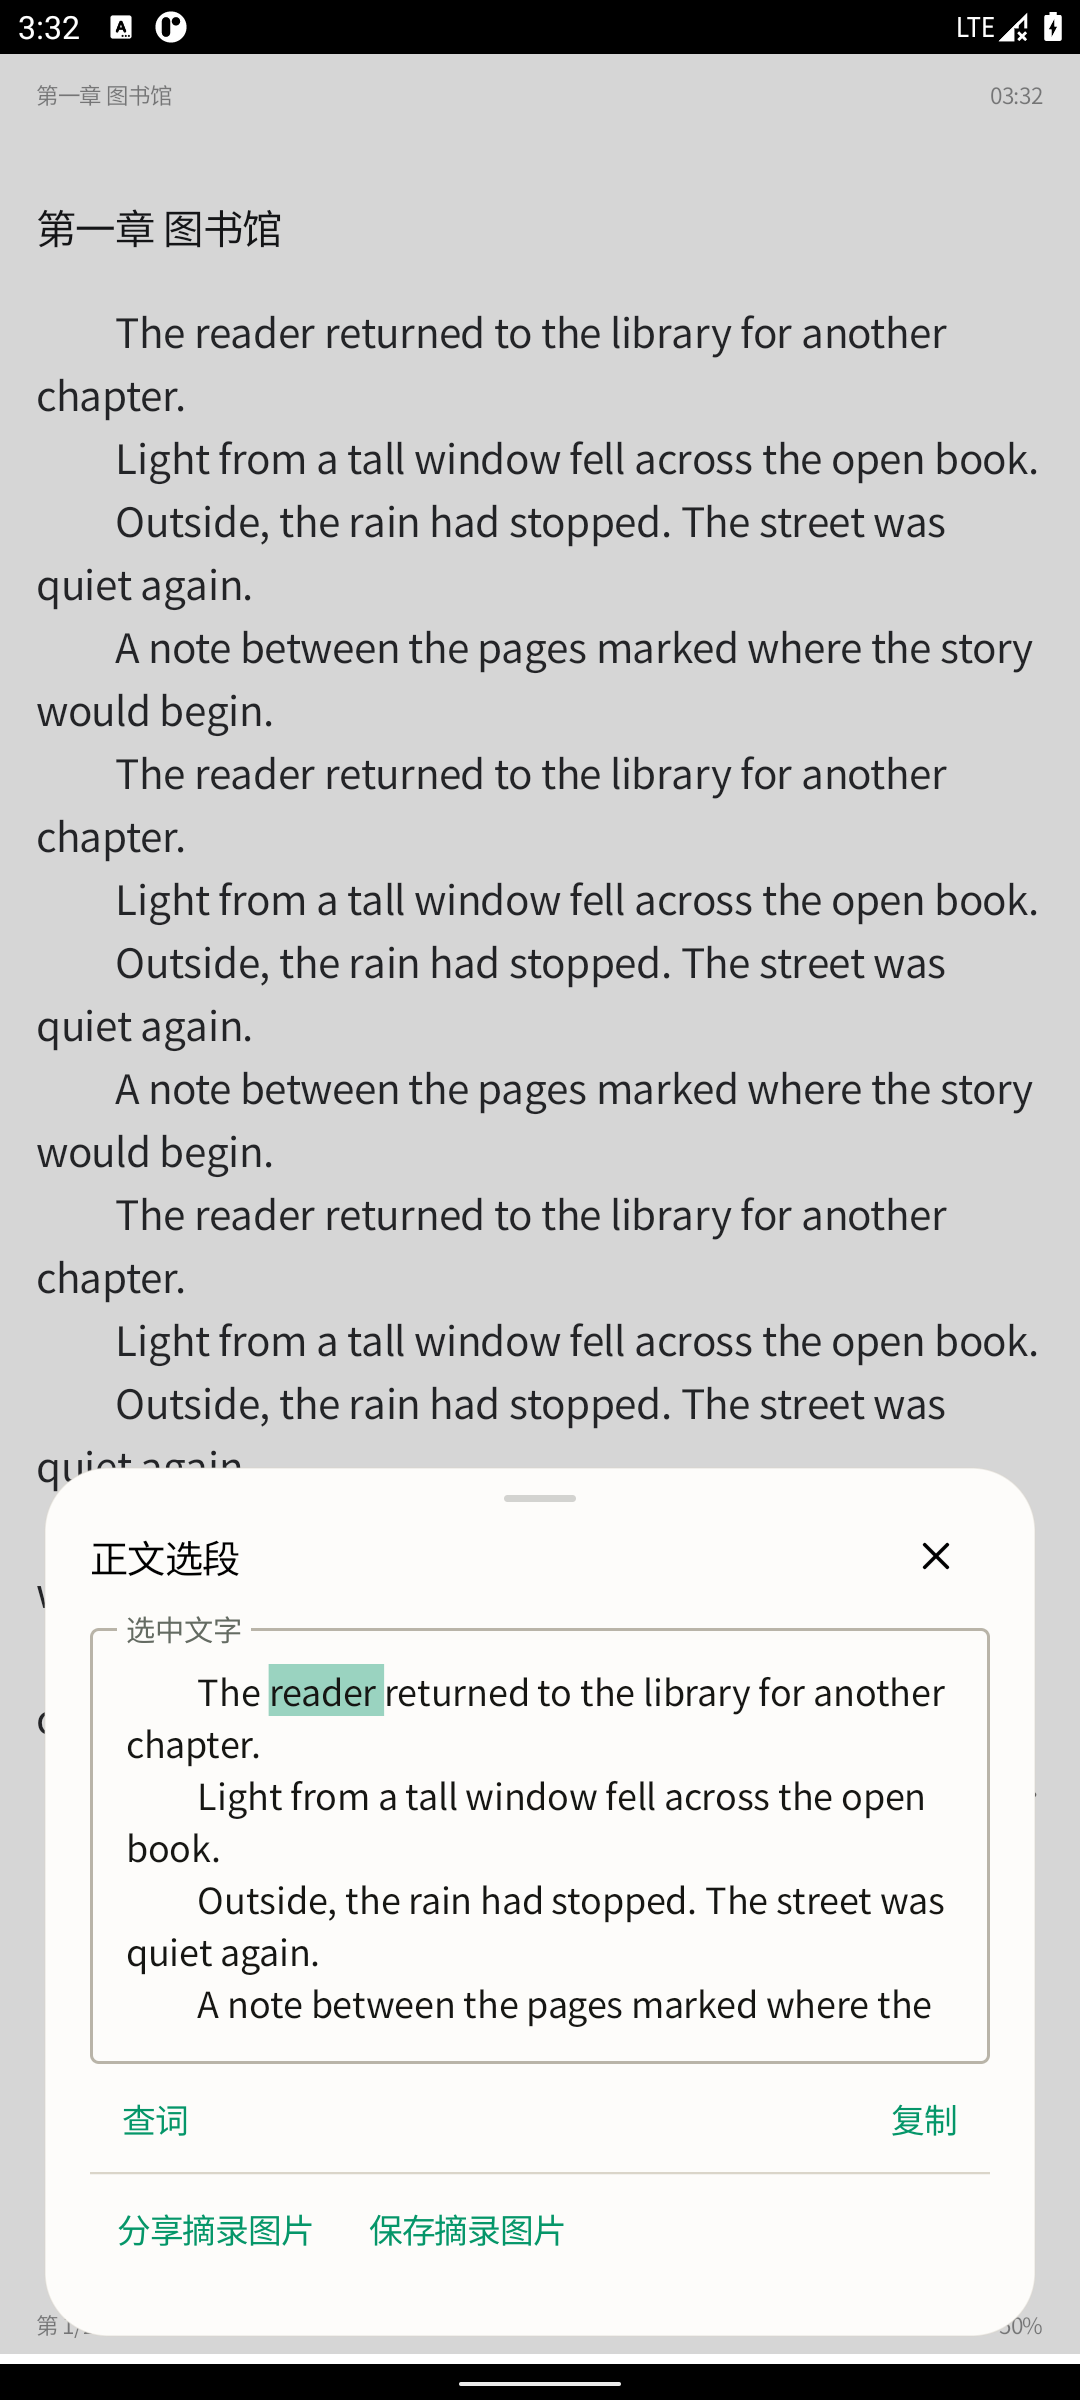 3:32
LTE
第一章 图书馆
03:32
第一章 图书馆
The reader returned to the library for another
chapter.
Light from a tall window fell across the open book.
Outside, the rain had stopped. The street was
quiet again.
A note between the pages marked where the story
would begin.
The reader returned to the library for another
chapter.
Light from a tall window fell across the open book.
Outside, the rain had stopped. The street was
quiet again.
A note between the pages marked where the story
would begin.
The reader returned to the library for another
chapter.
Light from a tall window fell across the open book.
Outside, the rain had stopped. The street was
quiet again.
正文选段
选中文字
The reader returned to the library for another
chapter.
Light from a tall window fell across the open
book.
Outside, the rain had stopped. The street was
quiet again.
A note between the pages marked where the
查词
复制
分享摘录图片
保存摘录图片
第 1/